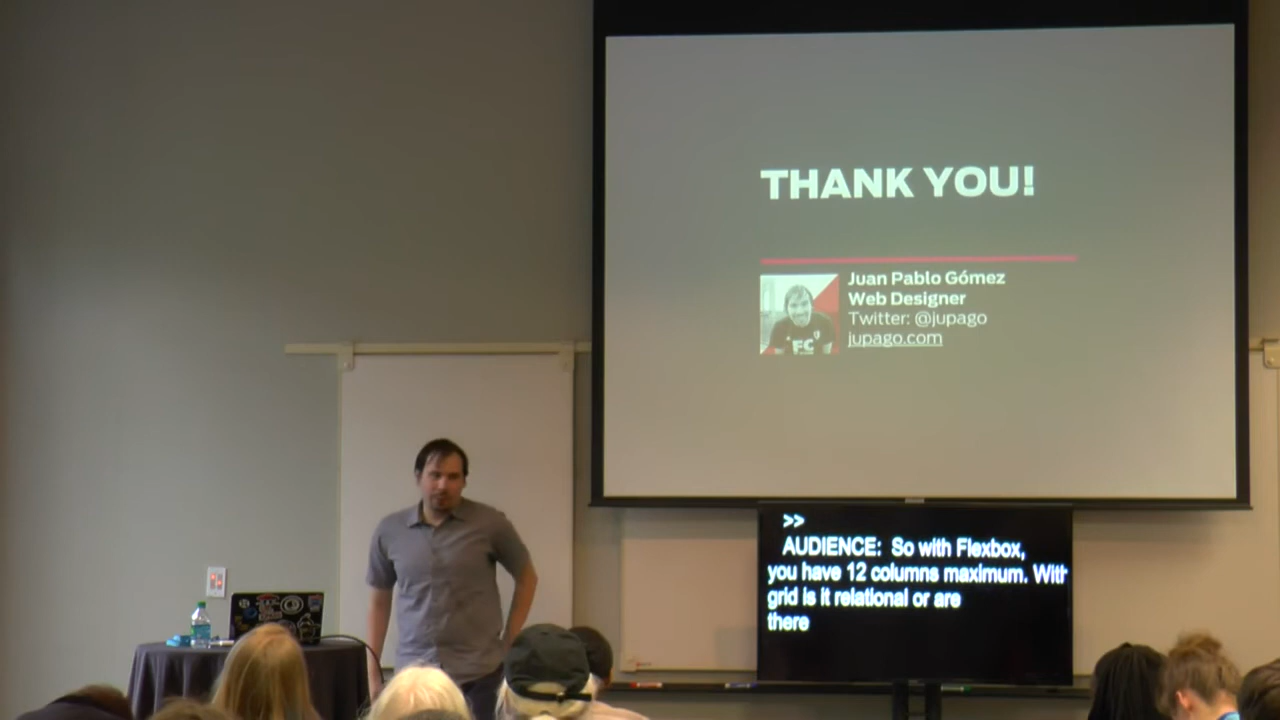 THANK YOU!
Juan Pablo Gómez
Web Designer
Twitter: @jupago
jupago.com
FC
>>
AUDIENCE: So with Flexbox,
you have 12 columns maximum. With
grid is it relational or are
there